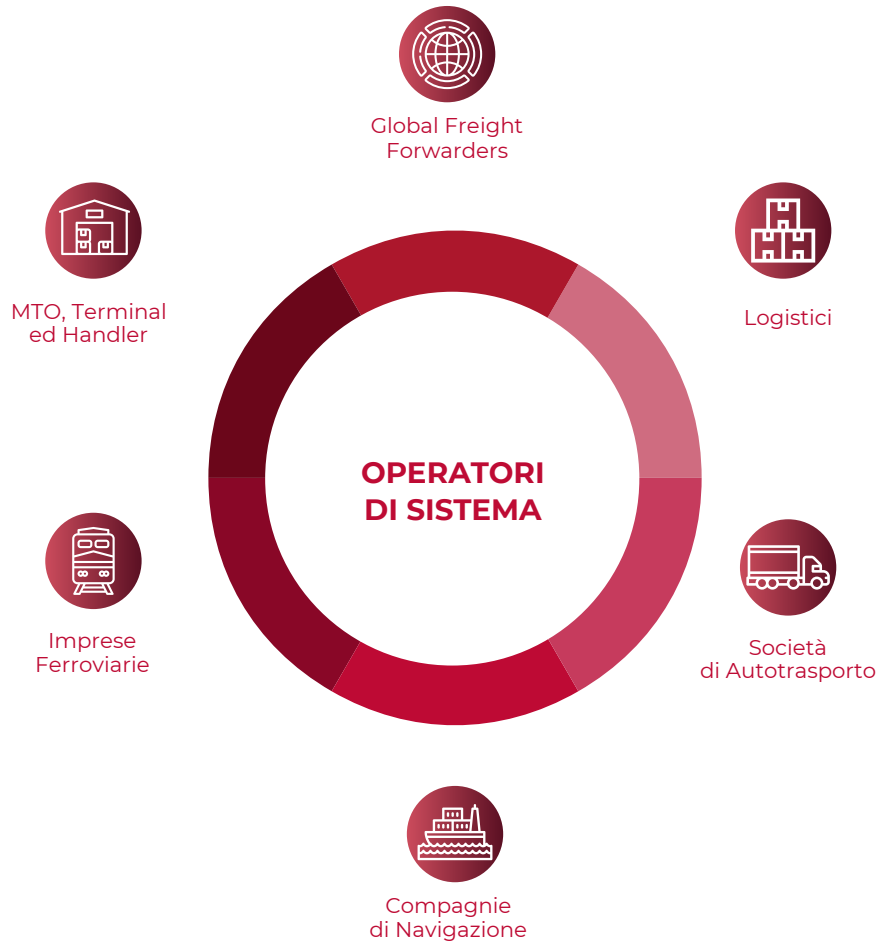 Global Freight
Forwarders
MTO, Terminal
ed Handler
Logistici
OPERATORI
DI SISTEMA
Imprese
Ferroviarie
Società
di Autotrasporto
Compagnie
di Navigazione